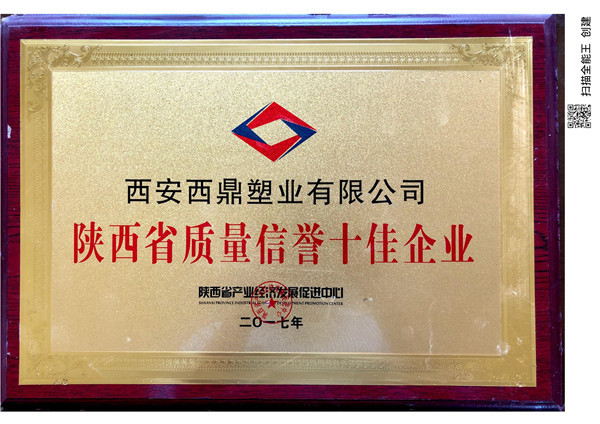 西安西鼎塑业有限公司
陕西省质量信誉十佳企业
陕西省产业经济发展促进中心
二〇一七年
扫描全能王 创建